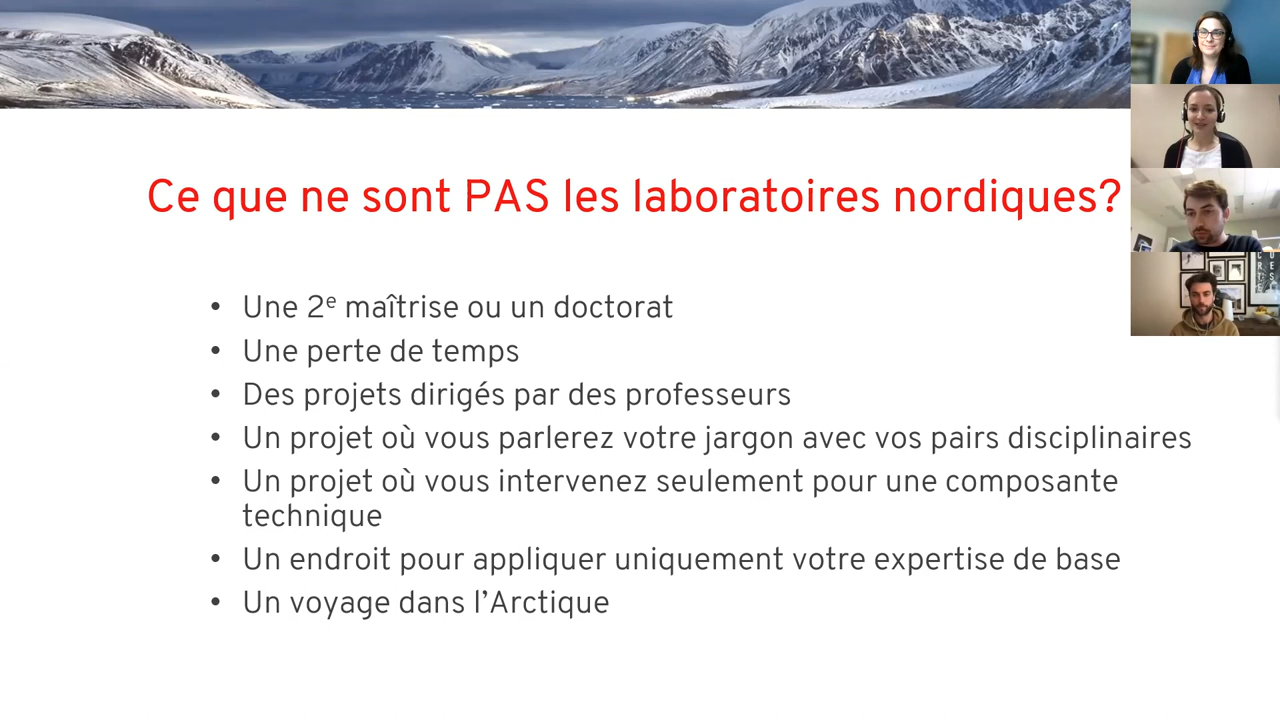 Ce que ne sont PAS les laboratoires nordiques?
• Une 2e maîtrise ou un doctorat
• Une perte de temps
• Des projets dirigés par des professeurs
• Un projet où vous parlerez votre jargon avec vos pairs disciplinaires
• Un projet où vous intervenez seulement pour une composante
technique
• Un endroit pour appliquer uniquement votre expertise de base
• Un voyage dans l’Arctique